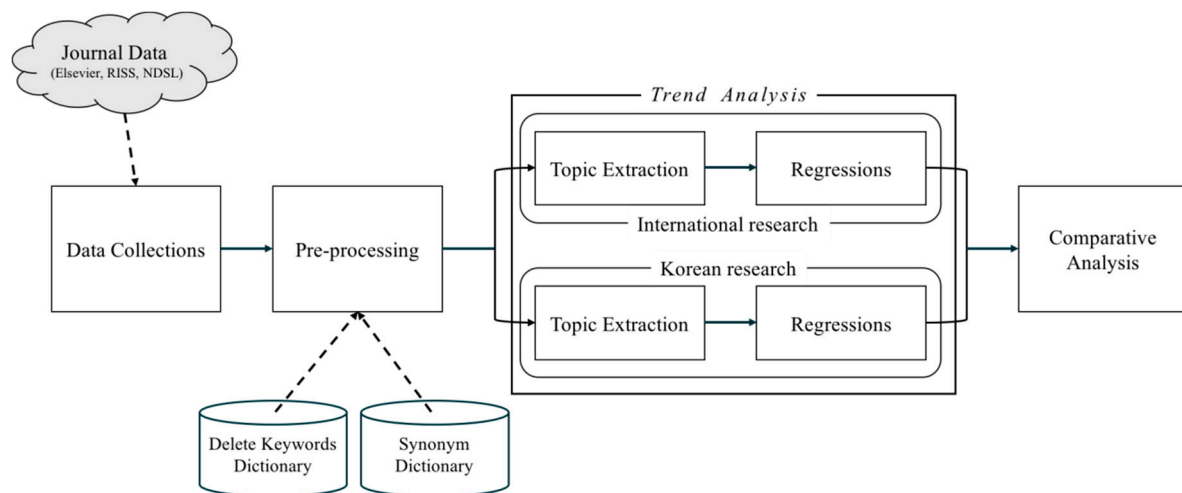 Journal Data
(Elsevier, RISS, NDSL)
Trend Analysis
Topic Extraction
Regressions
International research
Data Collections
Pre-processing
Comparative
Analysis
Korean research
Topic Extraction
Regressions
Delete Keywords
Dictionary
Synonym
Dictionary